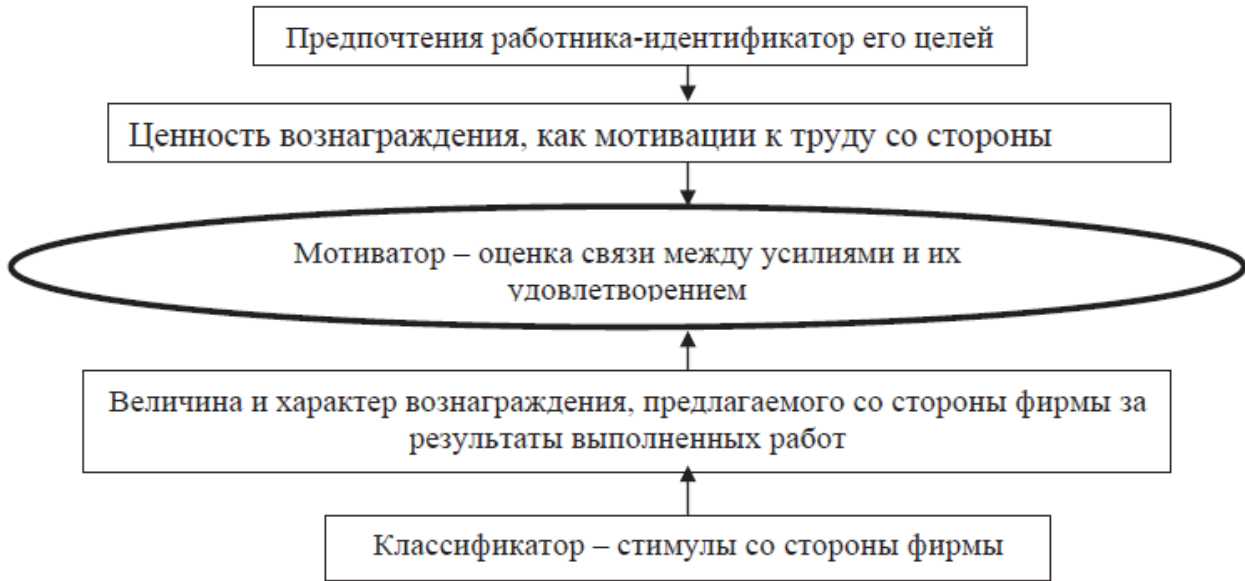 Предпочтения работника-идентификатор его целей
Ценность вознаграждения, как мотивации к труду со стороны
Мотиватор – оценка связи между усилиями и их
удовлетворением
Величина и характер вознаграждения, предлагаемого со стороны фирмы за
результаты выполненных работ
Классификатор – стимулы со стороны фирмы